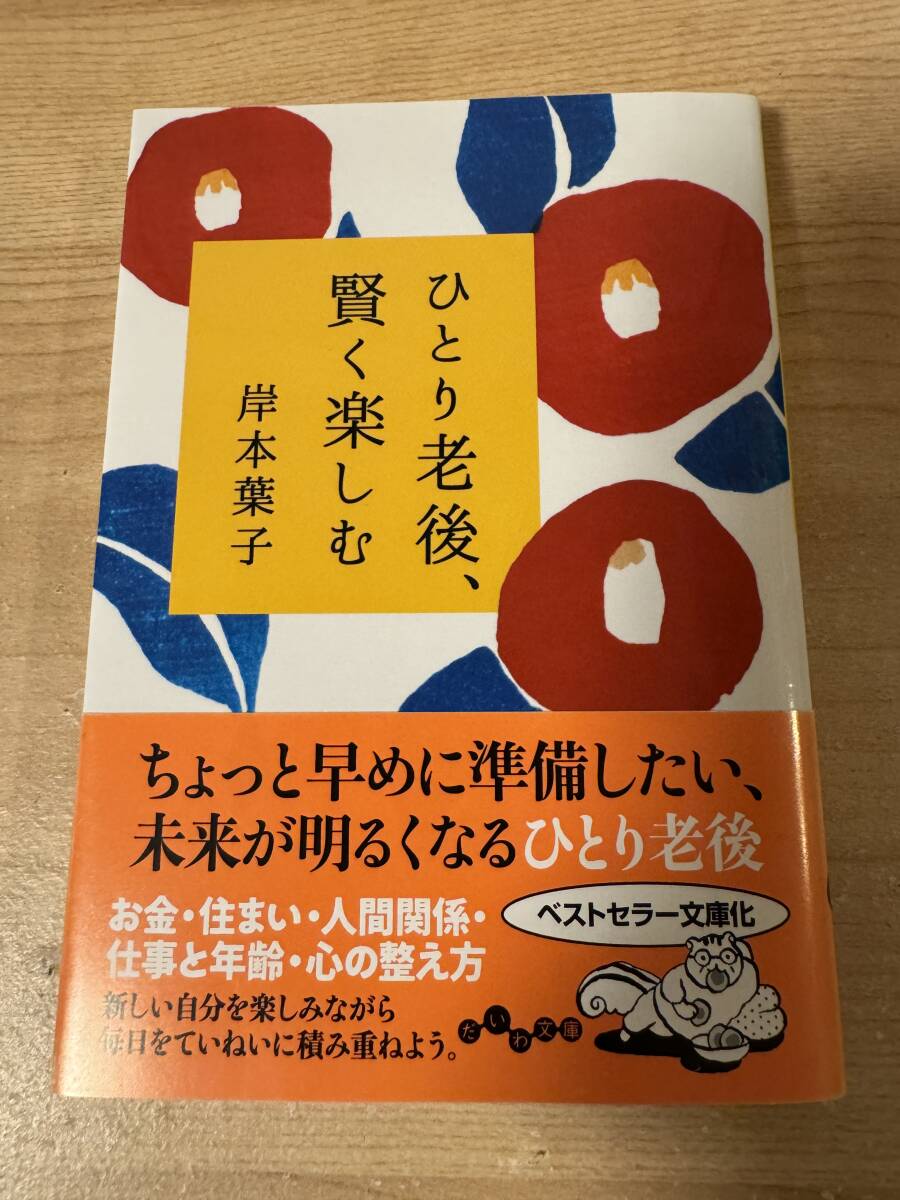 ひとり老後、
賢く楽しむ
岸本葉子
ちょっと早めに準備したい、
未来が明るくなるひとり老後
お金・住まい・人間関係・
仕事と年齢・心の整え方
新しい自分を楽しみながら
毎日をていねいに積み重ねよう。
ベストセラー文庫化
だいわ文庫